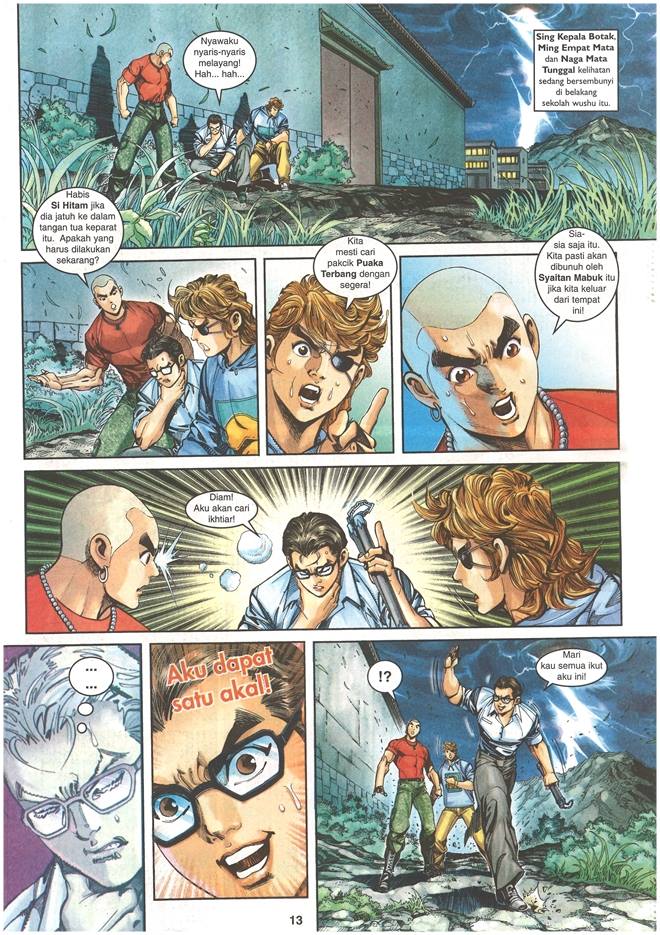 Nyawaku
nyaris-nyaris
melayang!
Hah... hah...
Sing Kepala Botak,
Ming Empat Mata
dan Naga Mata
Tunggal kelihatan
sedang bersembunyi
di belakang
sekolah wushu itu.
Habis
Si Hitam jika
dia jatuh ke dalam
tangan tua keparat
itu. Apakah yang
harus dilakukan
sekarang?
Kita
mesti cari
pakcik Puaka
Terbang dengan
segera!
Sia-
sia saja itu.
Kita pasti akan
dibunuh oleh
Syaitan Mabuk itu
jika kita keluar
dari tempat
ini!
Diam!
Aku akan cari
ikhtiar!
...
...
Aku dapat
satu akal!
!?
Mari
kau semua ikut
aku ini!
13